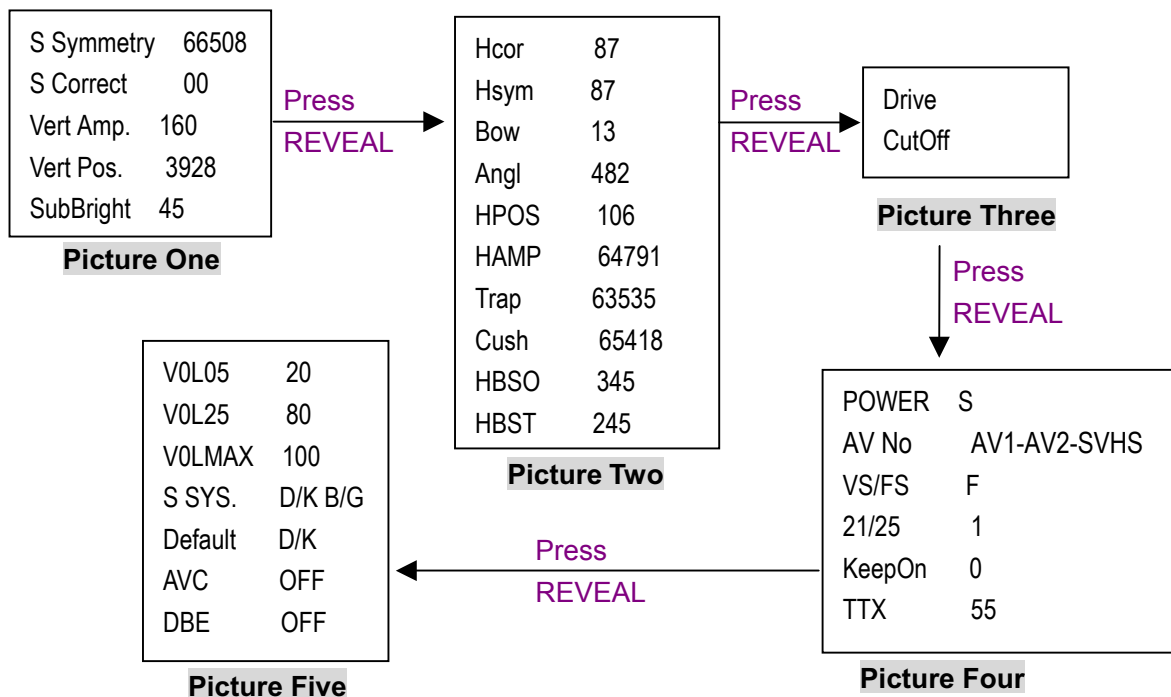 S Symmetry 66508
S Correct 00
Vert Amp. 160
Vert Pos. 3928
SubBright 45
Picture One
Press
REVEAL
Hcor 87
Hsym 87
Bow 13
Angl 482
HPOS 106
HAMP 64791
Trap 63535
Cush 65418
HBSO 345
HBST 245
Picture Two
Press
REVEAL
Drive
CutOff
Picture Three
Press
REVEAL
POWER S
AV No AV1-AV2-SVHS
VS/FS F
21/25 1
KeepOn 0
TTX 55
Picture Four
Press
REVEAL
V0L05 20
V0L25 80
V0LMAX 100
S SYS. D/K B/G
Default D/K
AVC OFF
DBE OFF
Picture Five